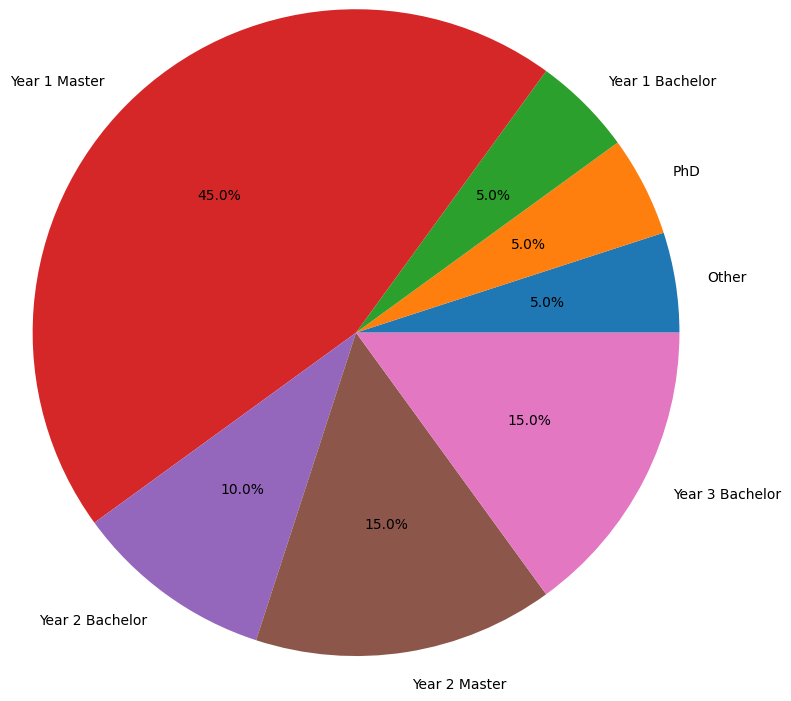 Year 1 Master
Year 1 Bachelor
PhD
45.0%
5.0%
5.0%
Other
5.0%
15.0%
10.0%
Year 3 Bachelor
15.0%
Year 2 Bachelor
Year 2 Master